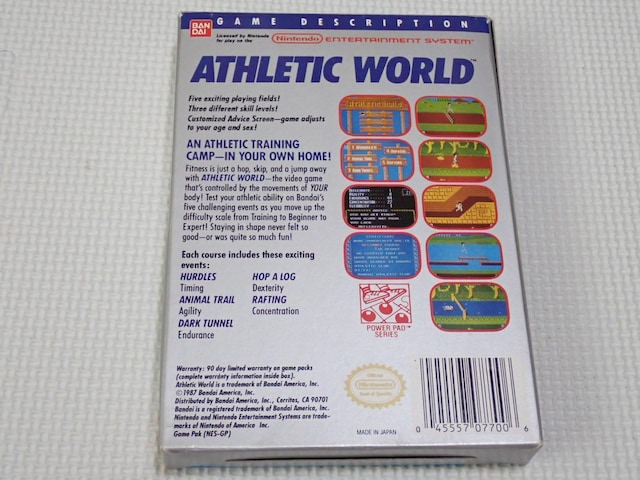 BAN
DAI
GAME DESCRIPTION
Licensed by Nintendo
for play on the
Nintendo ENTERTAINMENT SYSTEM®
ATHLETIC WORLD™
Five exciting playing fields!
Three different skill levels!
Customized Advice Screen—game adjusts
to your age and sex!
AN ATHLETIC TRAINING
CAMP—IN YOUR OWN HOME!
Fitness is just a hop, skip, and a jump away
with ATHLETIC WORLD—the video game
that's controlled by the movements of YOUR
body! Test your athletic ability on Bandai's
five challenging events as you move up the
difficulty scale from Training to Beginner to
Expert! Staying in shape never felt so
good—or was quite so much fun!
Each course includes these exciting
events:
HURDLES HOP A LOG
Timing Dexterity
ANIMAL TRAIL RAFTING
Agility Concentration
DARK TUNNEL
Endurance
POWER PAD™
SERIES
Warranty: 90 day limited warranty on game packs
(complete warranty information inside box).
Athletic World is a trademark of Bandai America, Inc.
©1987 Bandai America, Inc.
Distributed by Bandai America, Inc., Cerritos, CA 90701
Bandai is a registered trademark of Bandai America, Inc.
Nintendo and Nintendo Entertainment Systems are trade-
marks of Nintendo of America Inc.
Game Pak (NES-GP)
MADE IN JAPAN
Nintendo
Seal of Quality
0 45557 07700 6